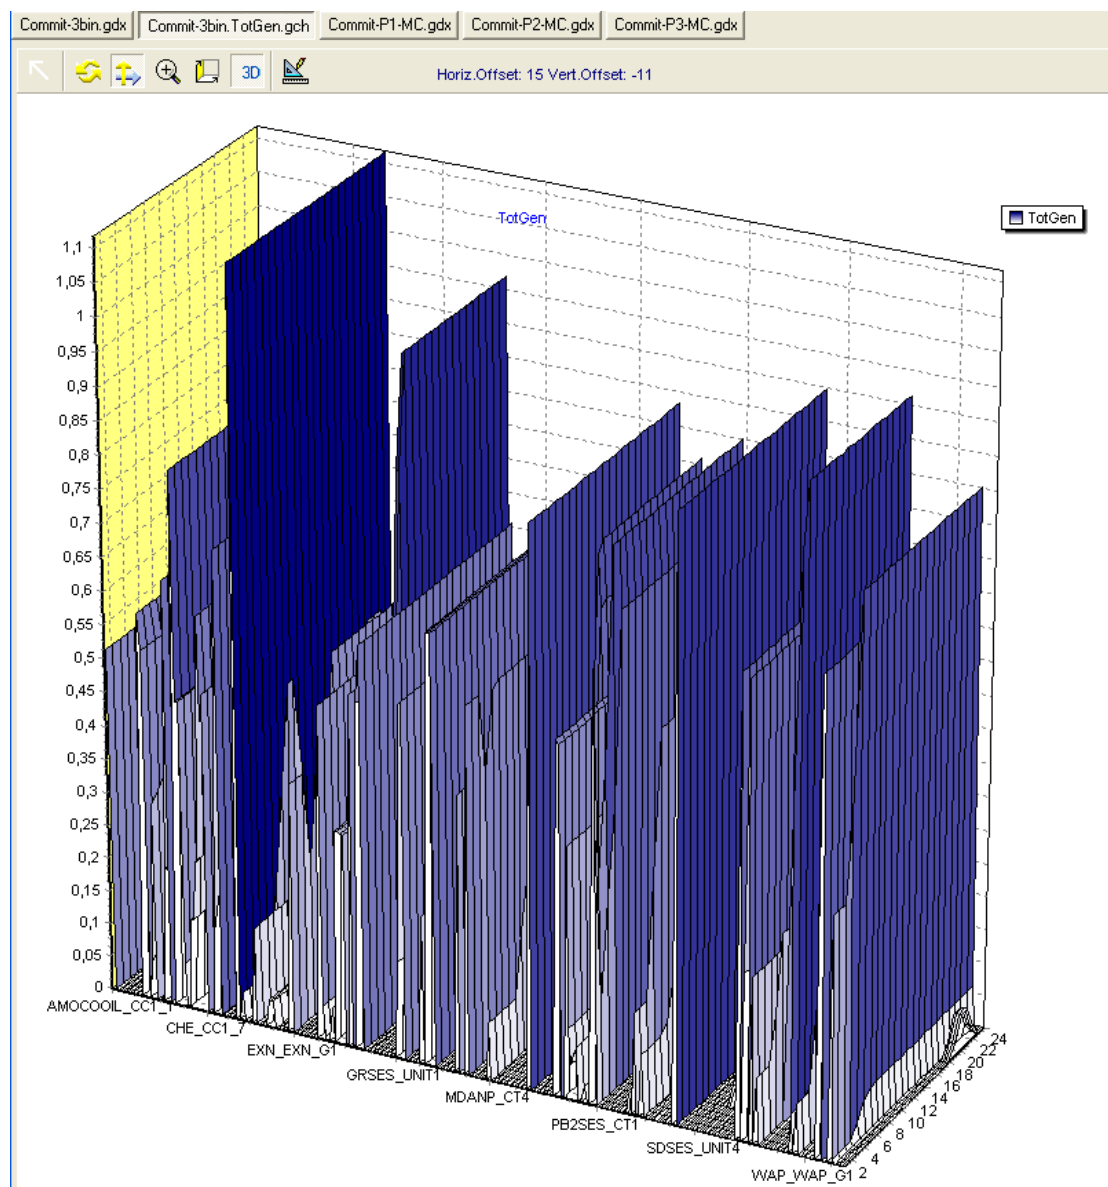 Commit-3bin.gdx Commit-3bin.TotGen.gch Commit-P1-MC.gdx Commit-P2-MC.gdx Commit-P3-MC.gdx
3D Horiz.Offset: 15 Vert.Offset: -11
TotGen
TotGen
1,1
1,05
1
0,95
0,9
0,85
0,8
0,75
0,7
0,65
0,6
0,55
0,5
0,45
0,4
0,35
0,3
0,25
0,2
0,15
0,1
0,05
0
AMOCOOIL_CC1_1
CHE_CC1_7
EXN_EXN_G1
GRSES_UNIT1
MDANP_CT4
PB2SES_CT1
SDSES_UNIT4
WAP_WAP_G1
2
4
6
8
10
12
14
16
18
20
22
24